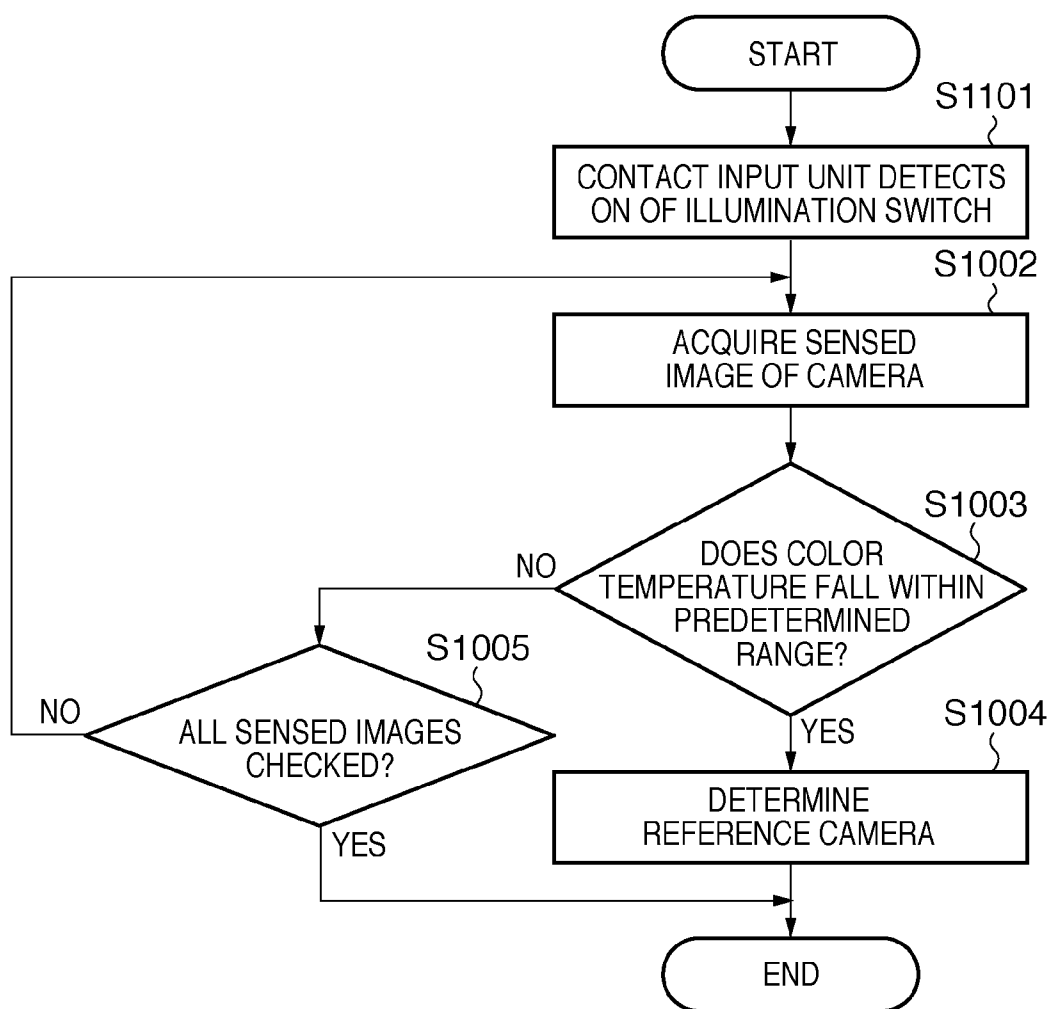 START
S1101
CONTACT INPUT UNIT DETECTS
ON OF ILLUMINATION SWITCH
S1002
ACQUIRE SENSED
IMAGE OF CAMERA
S1003
DOES COLOR
TEMPERATURE FALL WITHIN
PREDETERMINED
RANGE?
NO
YES
S1005
ALL SENSED IMAGES
CHECKED?
NO
YES
S1004
DETERMINE
REFERENCE CAMERA
END